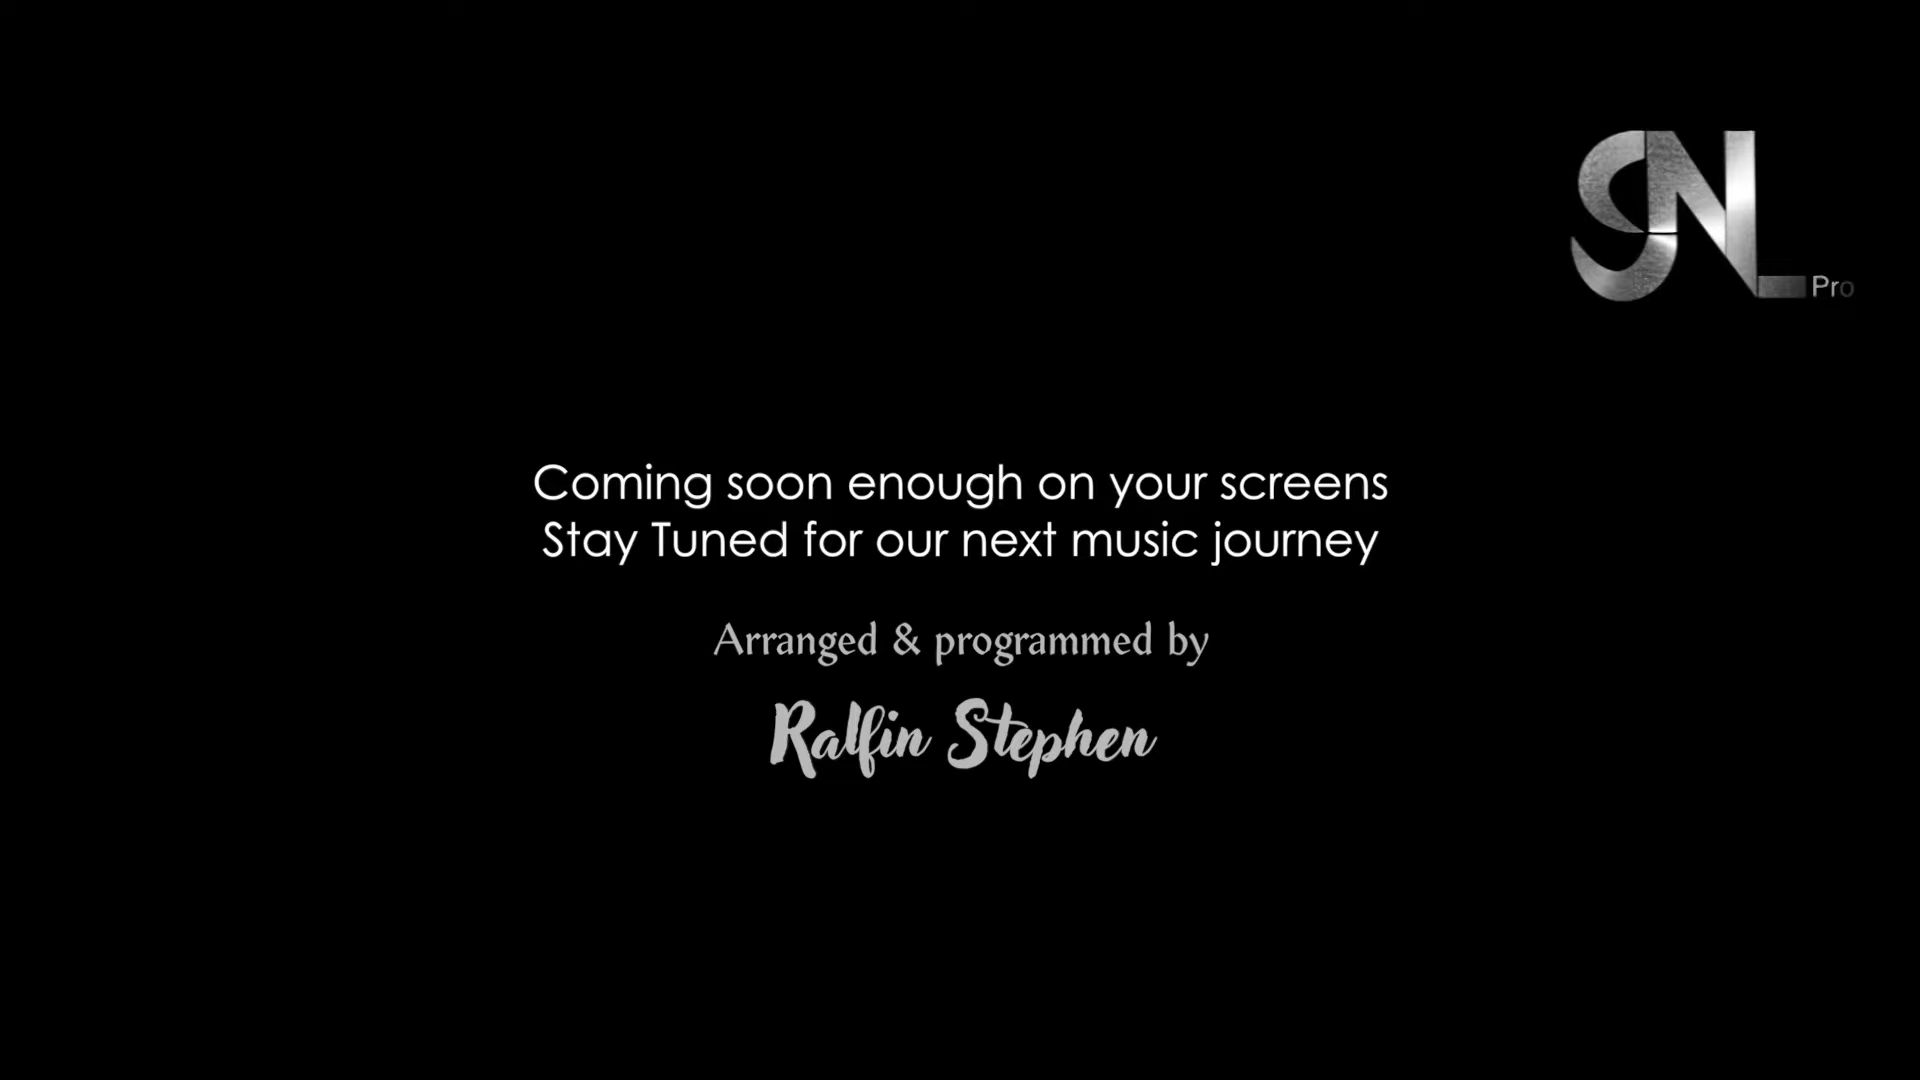 SNL Pro
Coming soon enough on your screens
Stay Tuned for our next music journey
Arranged & programmed by
Ralfin Stephen